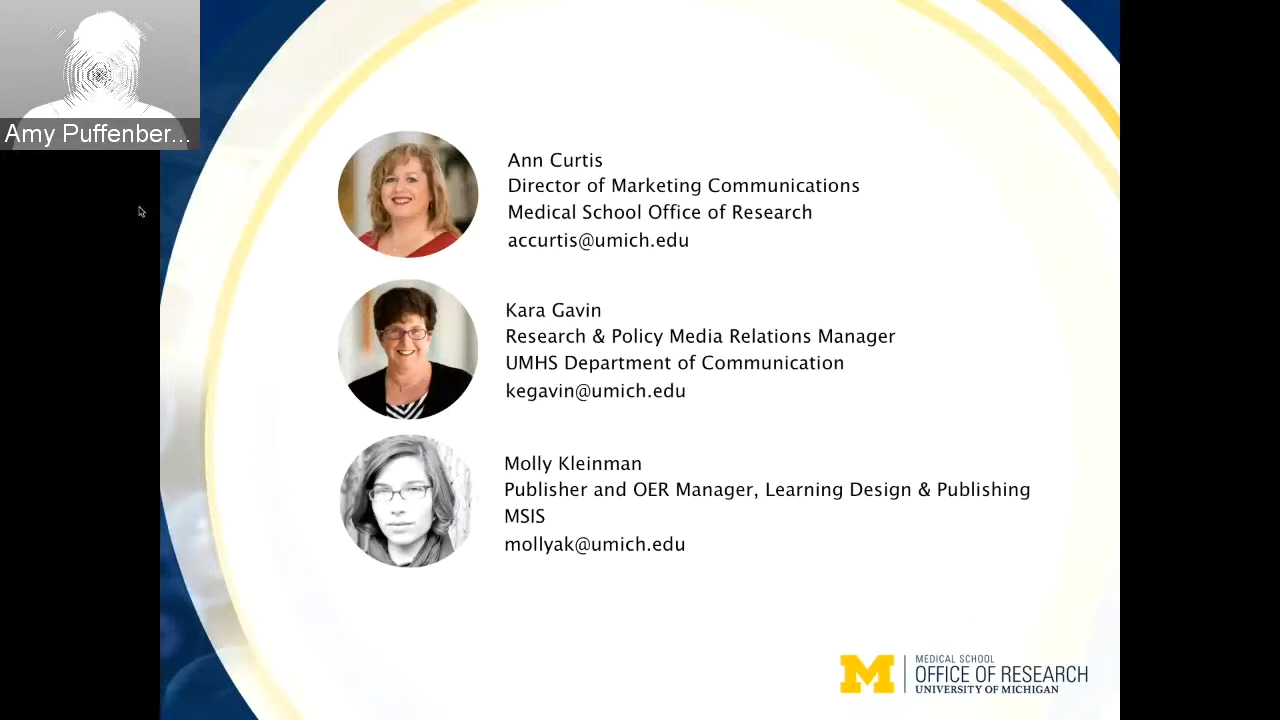 Amy Puffenber...
Ann Curtis
Director of Marketing Communications
Medical School Office of Research
accurtis@umich.edu
Kara Gavin
Research & Policy Media Relations Manager
UMHS Department of Communication
kegavin@umich.edu
Molly Kleinman
Publisher and OER Manager, Learning Design & Publishing
MSIS
mollyak@umich.edu
M
MEDICAL SCHOOL
OFFICE OF RESEARCH
UNIVERSITY OF MICHIGAN